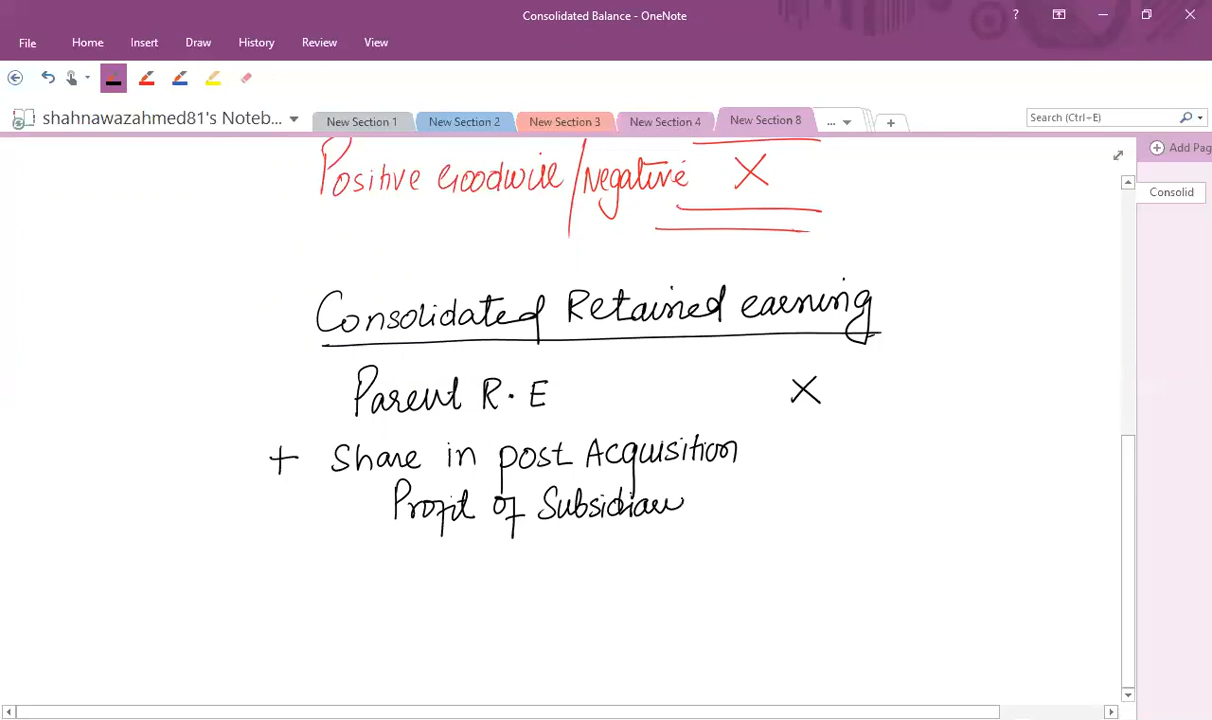 Consolidated Balance - OneNote
?
File Home Insert Draw History Review View
shahnawazahmed81's Noteb... New Section 1 New Section 2 New Section 3 New Section 4 New Section 8 ... Search (Ctrl+E)
Add Pag
Consolid
Positive Goodwill/Negative X
Consolidated Retained earning
Parent R.E X
+ Share in post Acquisition
Profit of